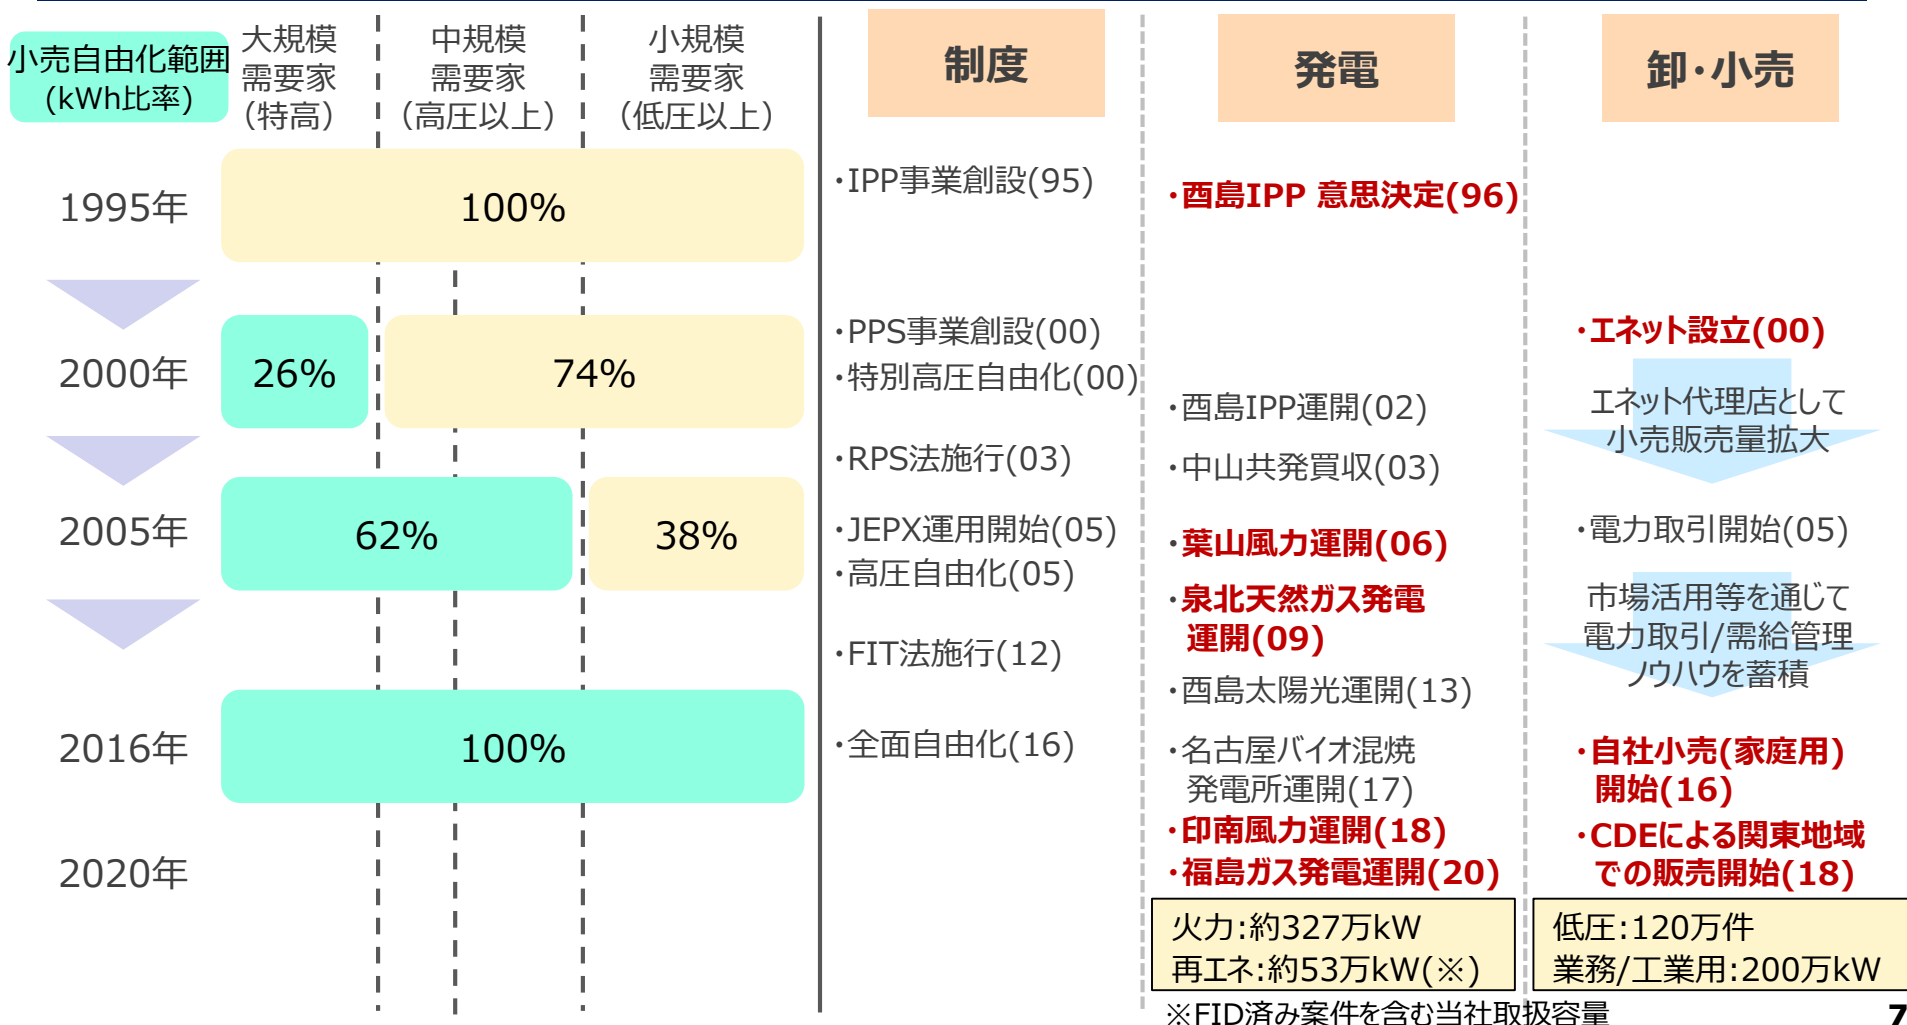 小売自由化範囲
(kWh比率)
大規模
需要家
（特高）
中規模
需要家
（高圧以上）
小規模
需要家
（低圧以上）
制度
発電
卸・小売
1995年
100%
2000年
26%
74%
2005年
62%
38%
2016年
100%
2020年
・IPP事業創設(95)
・PPS事業創設(00)
・特別高圧自由化(00)
・RPS法施行(03)
・JEPX運用開始(05)
・高圧自由化(05)
・FIT法施行(12)
・全面自由化(16)
・酉島IPP 意思決定(96)
・酉島IPP運開(02)
・中山共発買収(03)
・葉山風力運開(06)
・泉北天然ガス発電
運開(09)
・酉島太陽光運開(13)
・名古屋バイオ混焼
発電所運開(17)
・印南風力運開(18)
・福島ガス発電運開(20)
火力:約327万kW
再エネ:約53万kW(※)
※FID済み案件を含む当社取扱容量
・エネット設立(00)
エネット代理店として
小売販売量拡大
・電力取引開始(05)
市場活用等を通じて
電力取引/需給管理
ノウハウを蓄積
・自社小売(家庭用)
開始(16)
・CDEによる関東地域
での販売開始(18)
低圧:120万件
業務/工業用:200万kW
7